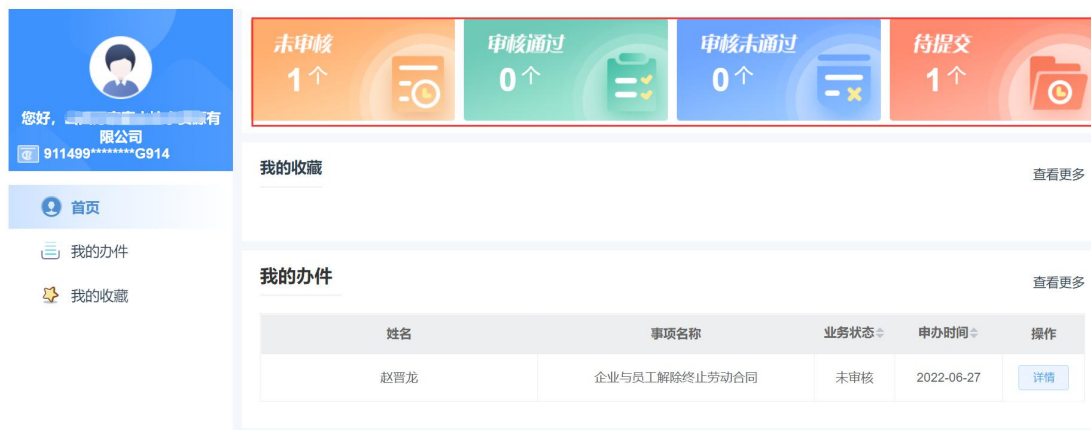 未审核
1个
审核通过
0个
审核未通过
0个
待提交
1个
您好，
有
限公司
911499********G914
首页
我的办件
我的收藏
我的收藏
查看更多
我的办件
查看更多
姓名 事项名称 业务状态 申办时间 操作
赵晋龙 企业与员工解除终止劳动合同 未审核 2022-06-27 详情